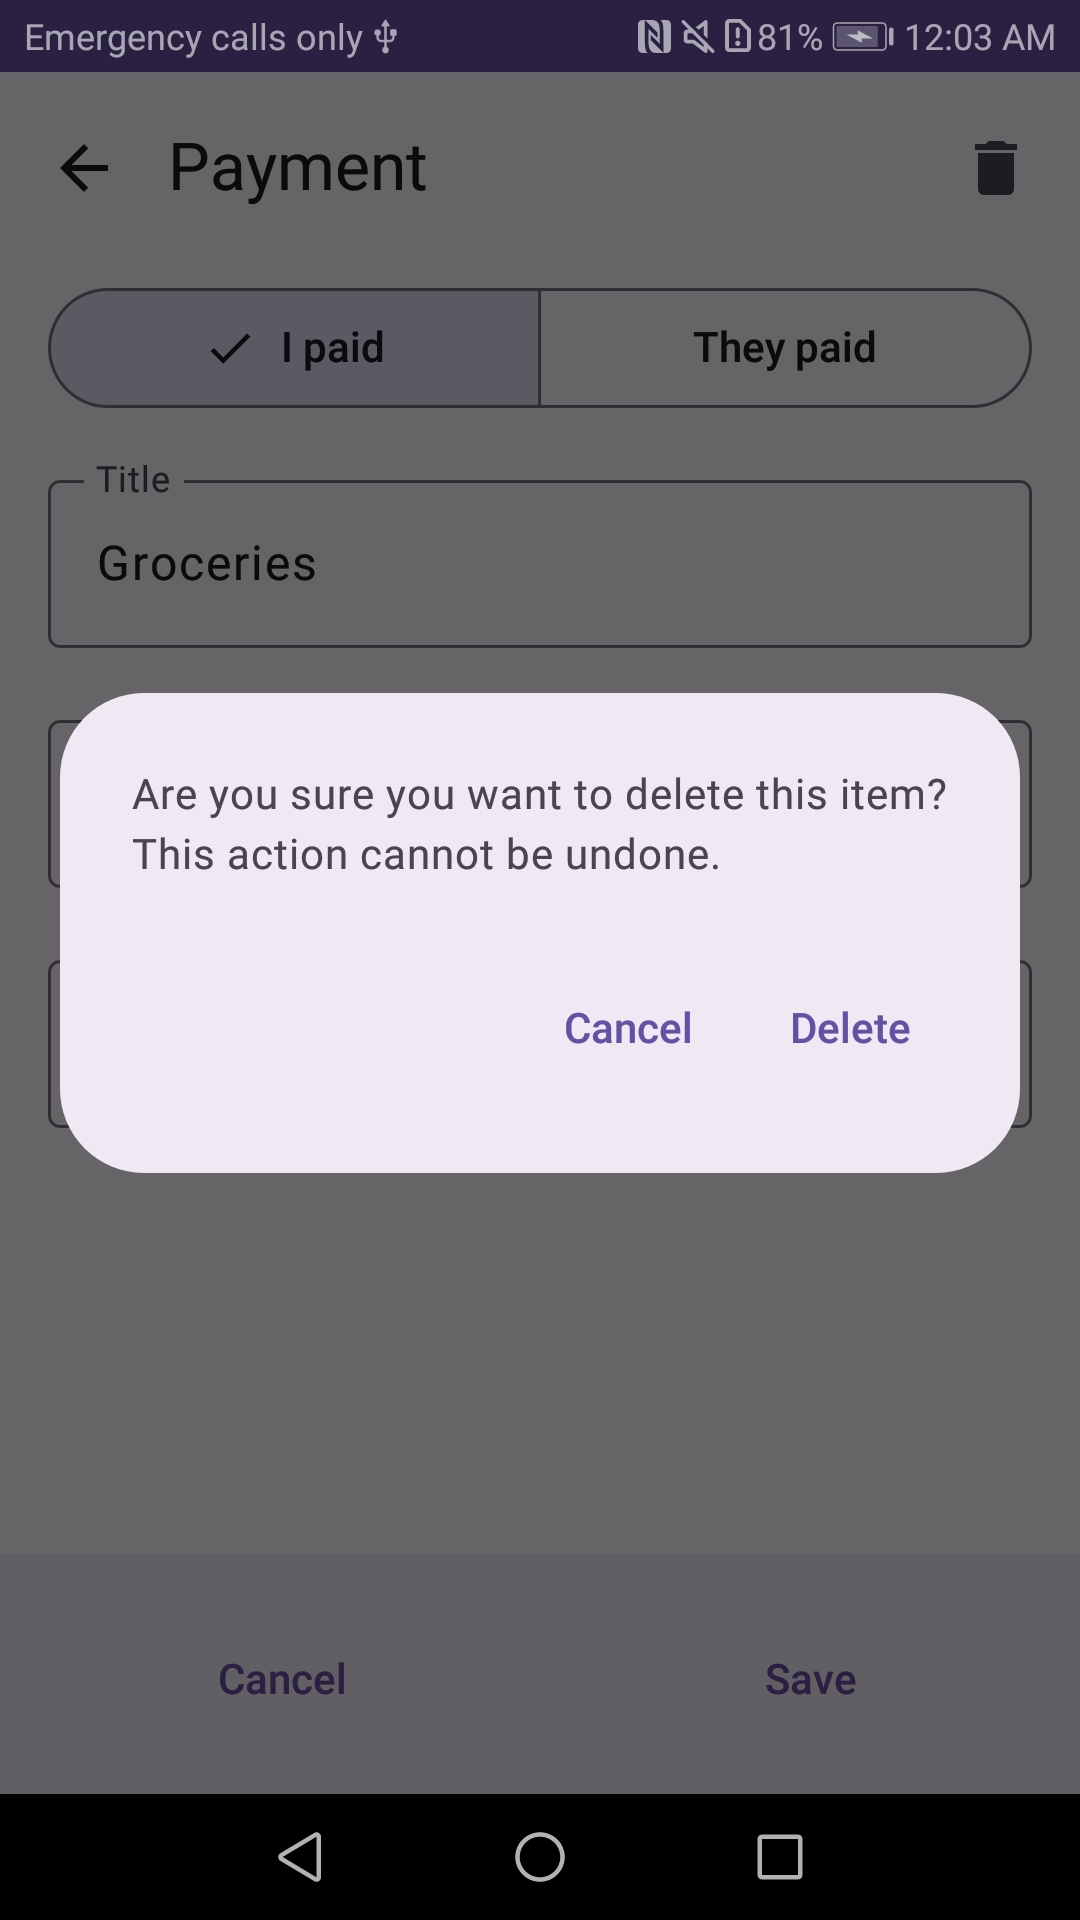 Emergency calls only 81% 12:03 AM
Payment
I paid They paid
Title
Groceries
Are you sure you want to delete this item?
This action cannot be undone.
Cancel Delete
Cancel Save